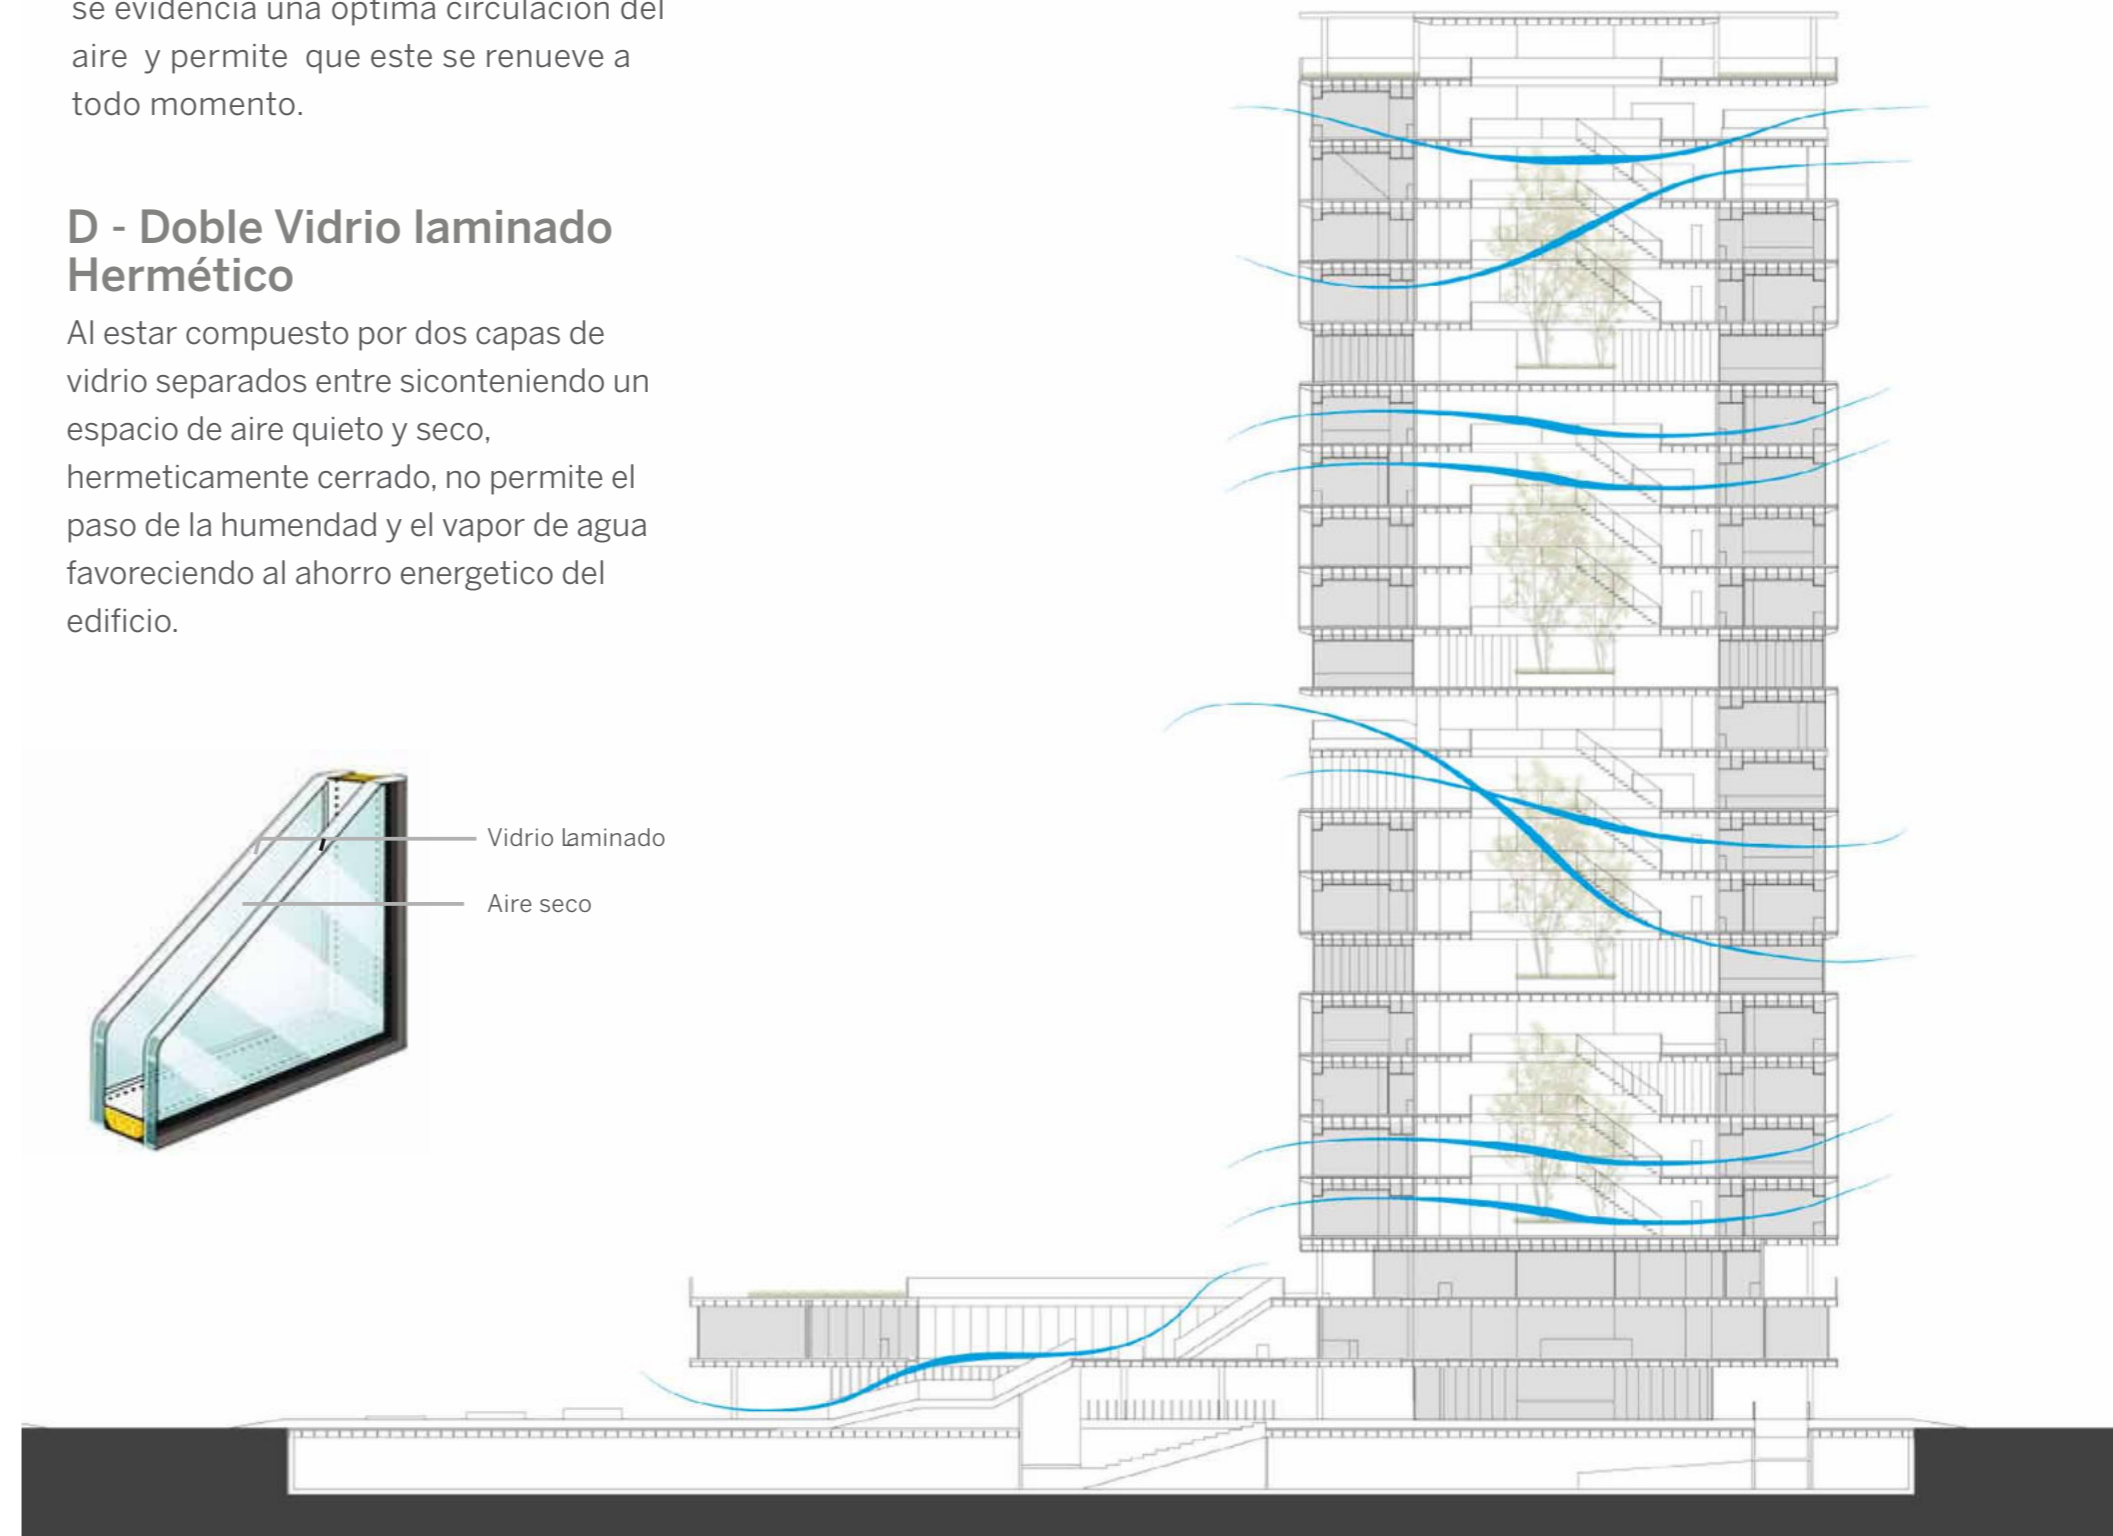 se evidencia una óptima circulación del
aire y permite que este se renueve a
todo momento.
D - Doble Vidrio laminado
Hermético
Al estar compuesto por dos capas de
vidrio separados entre siconteniendo un
espacio de aire quieto y seco,
hermeticamente cerrado, no permite el
paso de la humendad y el vapor de agua
favoreciendo al ahorro energetico del
edificio.
Vidrio laminado
Aire seco